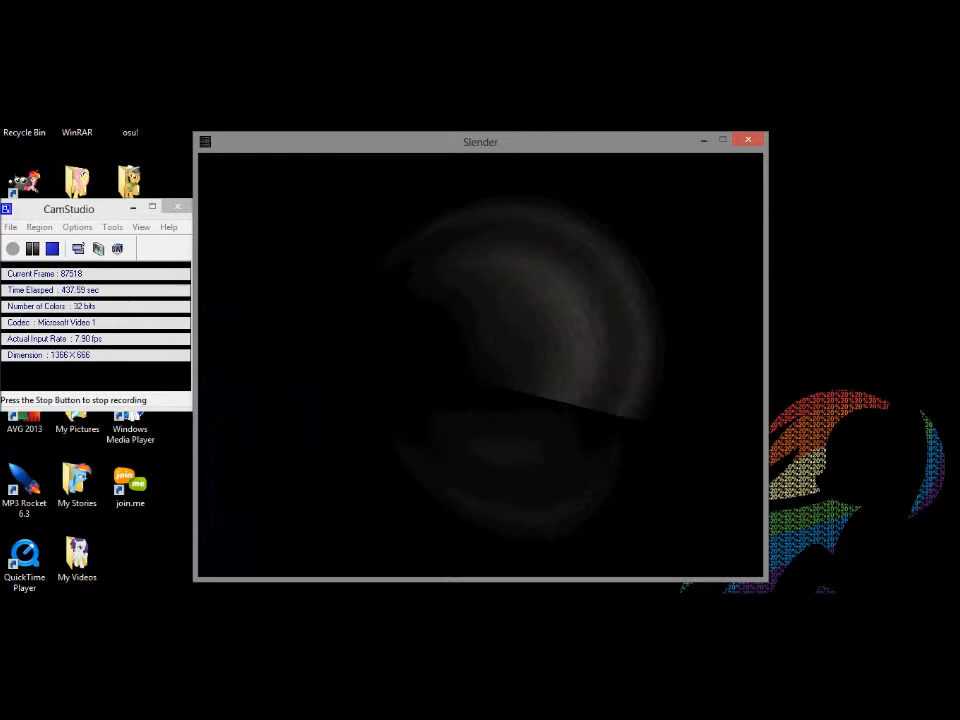 Recycle Bin
WinRAR
osu!
Slender
CamStudio
File Region Options Tools View Help
Current Frame : 87518
Time Elasped : 437.59 sec
Number of Colors : 32 bits
Codec : Microsoft Video 1
Actual Input Rate : 7.90 fps
Dimension : 1366 X 666
Press the Stop Button to stop recording
AVG 2013
My Pictures
Windows
Media Player
MP3 Rocket
6.3
My Stories
join.me
join
me
QuickTime
Player
My Videos